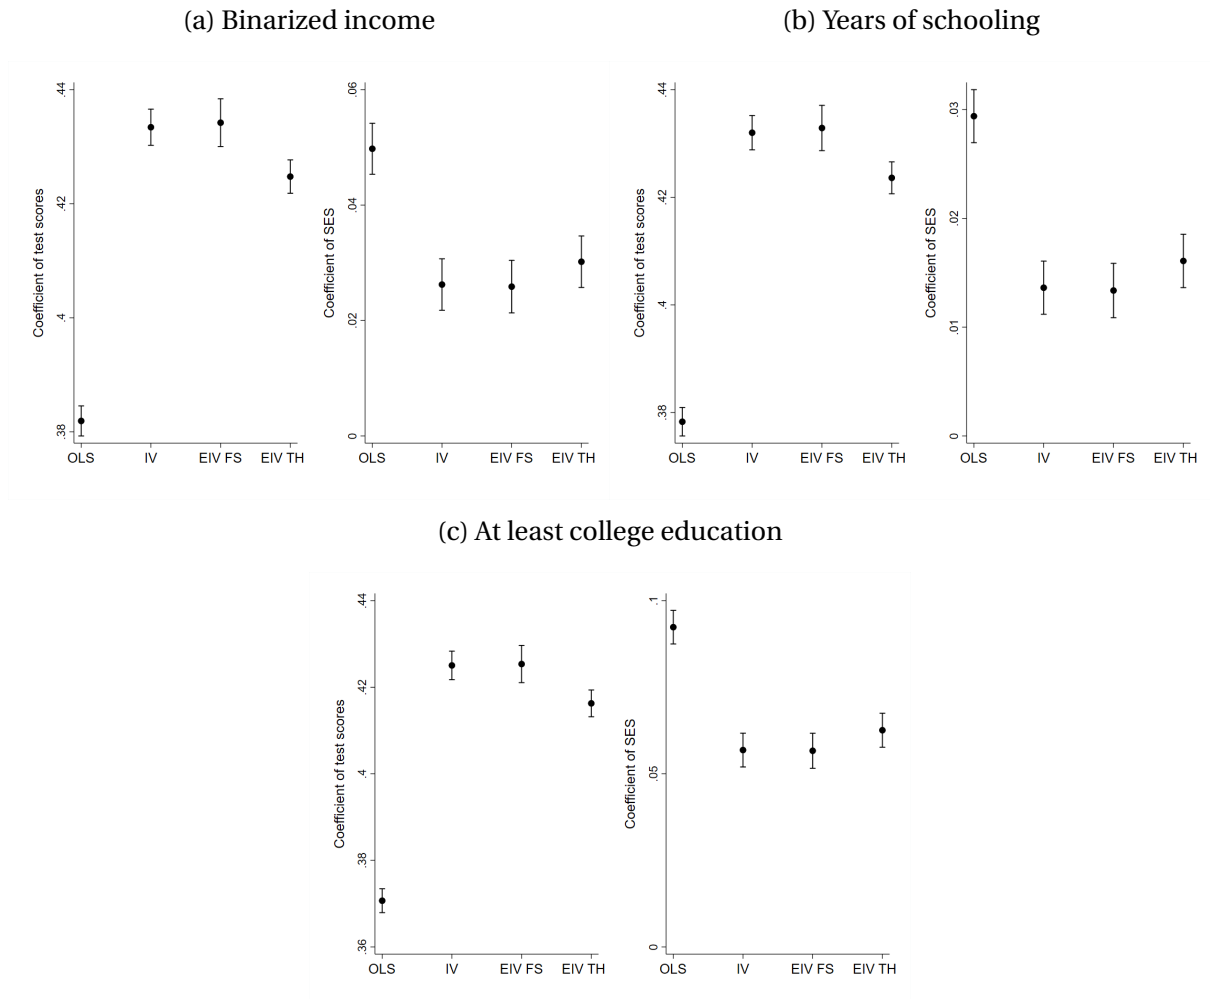 (a) Binarized income
(b) Years of schooling
Coefficient of test scores
.44
.42
.4
.38
OLS IV EIV FS EIV TH
Coefficient of SES
.06
.04
.02
0
OLS IV EIV FS EIV TH
Coefficient of test scores
.44
.42
.4
.38
OLS IV EIV FS EIV TH
Coefficient of SES
.03
.02
.01
0
OLS IV EIV FS EIV TH
(c) At least college education
Coefficient of test scores
.44
.42
.4
.38
.36
OLS IV EIV FS EIV TH
Coefficient of SES
.1
.05
0
OLS IV EIV FS EIV TH